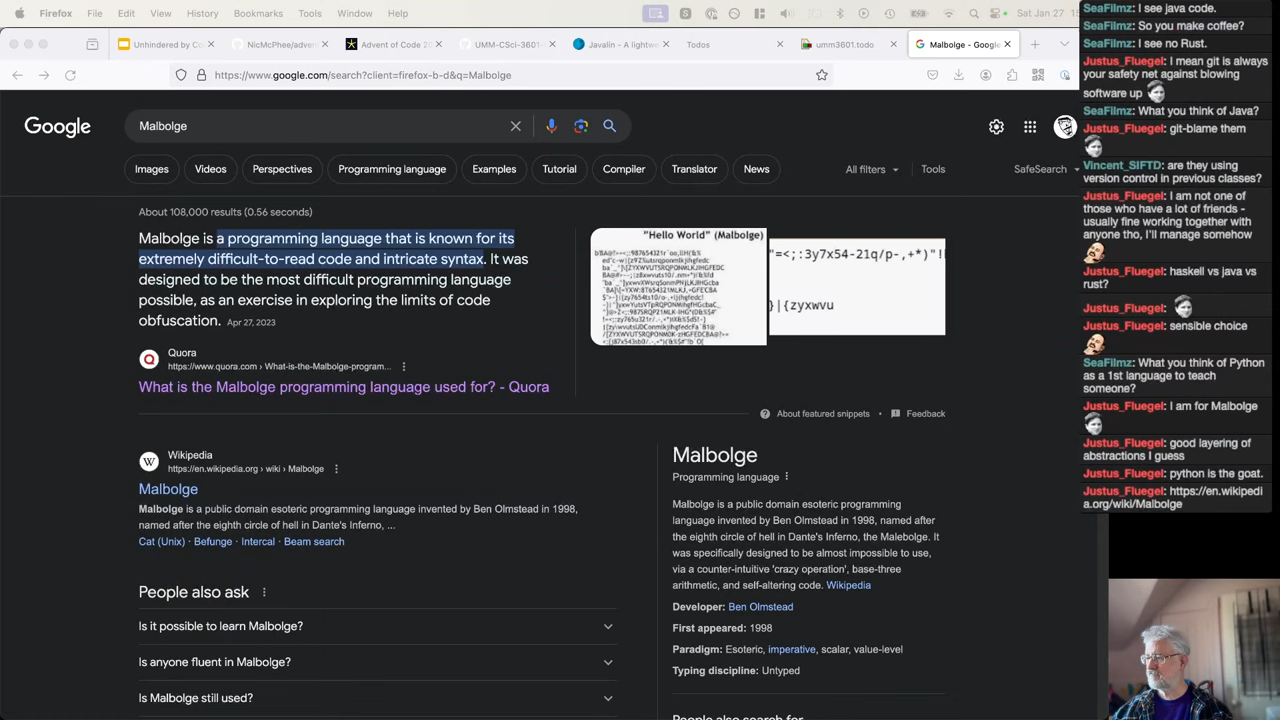 Firefox File Edit View History Bookmarks Profiles Tools Window Help Sat Jan 27
Unhindered by Co
NicMcPhee/adven
Advent of Code 20
UMM-CSci-3601-
Javalin - A lightwe
Todos
umm3601.todo
Malbolge - Google
https://www.google.com/search?client=firefox-b-d&q=Malbolge
Google
Malbolge
Images
Videos
Perspectives
Programming language
Examples
Tutorial
Compiler
Translator
News
All filters
Tools
SafeSearch
About 108,000 results (0.56 seconds)
Malbolge is a programming language that is known for its
extremely difficult-to-read code and intricate syntax. It was
designed to be the most difficult programming language
possible, as an exercise in exploring the limits of code
obfuscation. Apr 27, 2023
"Hello World" (Malbolge)
"=<;:3y7x54-21q/p-,+*)"!
}|{zyxwvu
Quora
https://www.quora.com › What-is-the-Malbolge-program...
What is the Malbolge programming language used for? - Quora
About featured snippets
Feedback
Wikipedia
https://en.wikipedia.org › wiki › Malbolge
Malbolge
Malbolge is a public domain esoteric programming language invented by Ben Olmstead in 1998,
named after the eighth circle of hell in Dante's Inferno, ...
Cat (Unix) · Befunge · Intercal · Beam search
People also ask
Is it possible to learn Malbolge?
Is anyone fluent in Malbolge?
Is Malbolge still used?
Malbolge
Programming language
Malbolge is a public domain esoteric programming
language invented by Ben Olmstead in 1998, named
after the eighth circle of hell in Dante's Inferno, the Malebolge. It
was specifically designed to be almost impossible to use,
via a counter-intuitive 'crazy operation', base-three
arithmetic, and self-altering code. Wikipedia
Developer: Ben Olmstead
First appeared: 1998
Paradigm: Esoteric, imperative, scalar, value-level
Typing discipline: Untyped
People also search for
SeaFilmz: I see java code.
SeaFilmz: So you make coffee?
SeaFilmz: I see no Rust.
Justus_Fluegel: I mean git is always
your safety net against blowing
software up
SeaFilmz: What you think of Java?
Justus_Fluegel: git-blame them
Vincent_SIFTD: are they using
version control in previous classes?
Justus_Fluegel: I am not one of
those who have a lot of friends -
usually fine working together with
anyone tho, I'll manage somehow
Justus_Fluegel: haskell vs java vs
rust?
Justus_Fluegel:
Justus_Fluegel: sensible choice
SeaFilmz: What you think of Python
as a 1st language to teach
someone?
Justus_Fluegel: I am for Malbolge
Justus_Fluegel: good layering of
abstractions I guess
Justus_Fluegel: python is the goat.
Justus_Fluegel: https://en.wikipedi
a.org/wiki/Malbolge